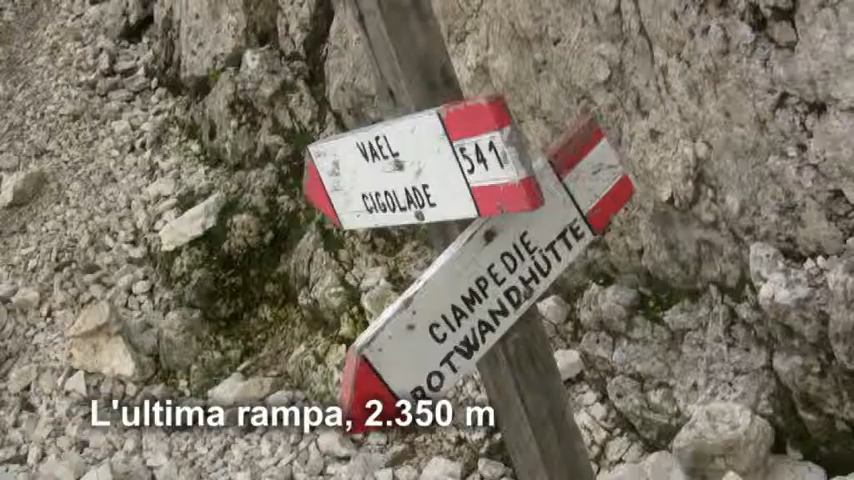 VAEL
CIGOLADE
541
CIAMPEDIE
ROTWANDHÜTTE
L'ultima rampa, 2.350 m